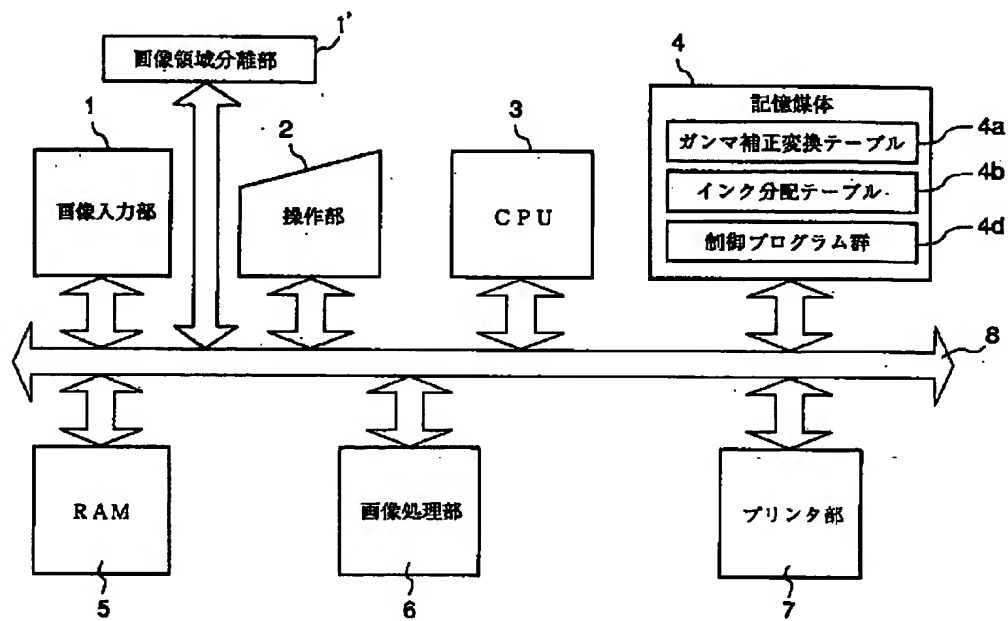 1'
画像領域分離部
1
画像入力部
2
操作部
3
CPU
4
記憶媒体
ガンマ補正変換テーブル
4a
インク分配テーブル
4b
制御プログラム群
4d
8
RAM
5
画像処理部
6
プリンタ部
7